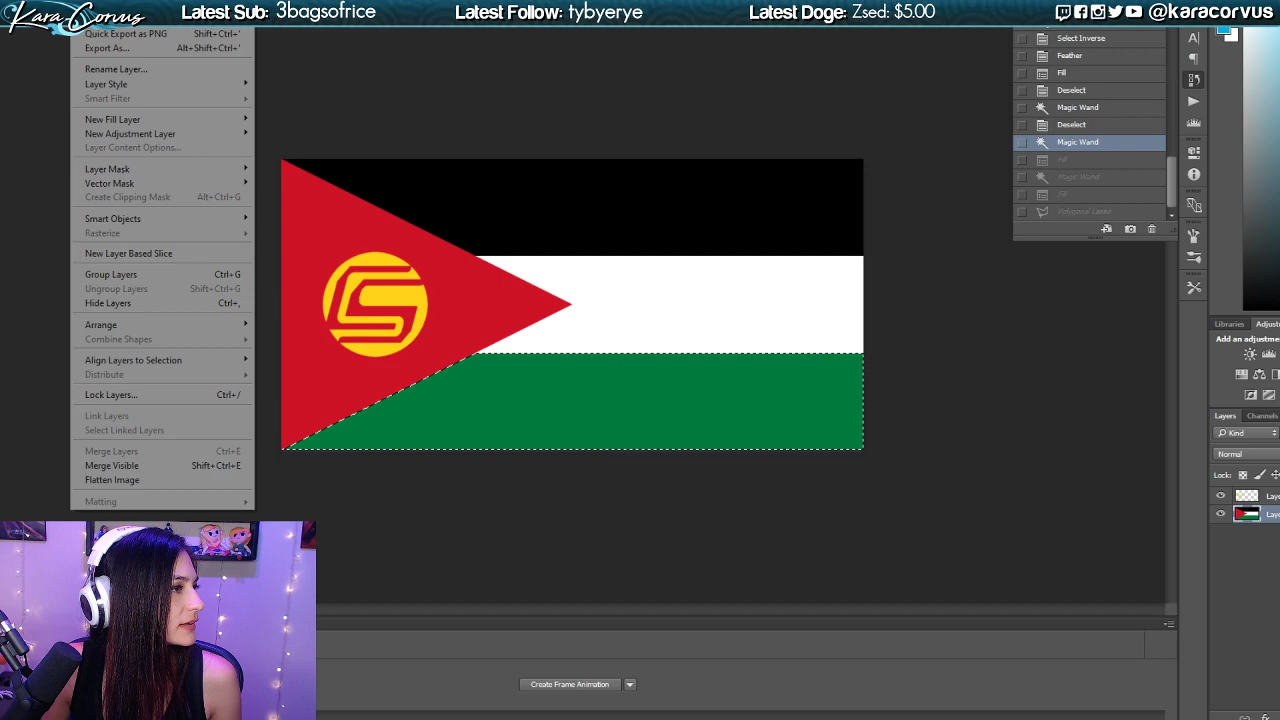 Kara Corvus
Latest Sub: 3bagsofrice
Latest Follow: tybyerye
Latest Doge: Zsed: $5.00
@karacorvus
Quick Export as PNG Shift+Ctrl+'
Export As... Alt+Shift+Ctrl+'
Rename Layer...
Layer Style
Smart Filter
New Fill Layer
New Adjustment Layer
Layer Content Options...
Layer Mask
Vector Mask
Create Clipping Mask Alt+Ctrl+G
Smart Objects
Rasterize
New Layer Based Slice
Group Layers Ctrl+G
Ungroup Layers Shift+Ctrl+G
Hide Layers Ctrl+,
Arrange
Combine Shapes
Align Layers to Selection
Distribute
Lock Layers... Ctrl+/
Link Layers
Select Linked Layers
Merge Layers Ctrl+E
Merge Visible Shift+Ctrl+E
Flatten Image
Matting
Select Inverse
Feather
Fill
Deselect
Magic Wand
Deselect
Magic Wand
Fill
Magic Wand
Fill
Polygonal Lasso
Libraries Adjus
Add an adjustme
Layers Channels
Kind
Normal
Lock:
Laye
Laye
Create Frame Animation